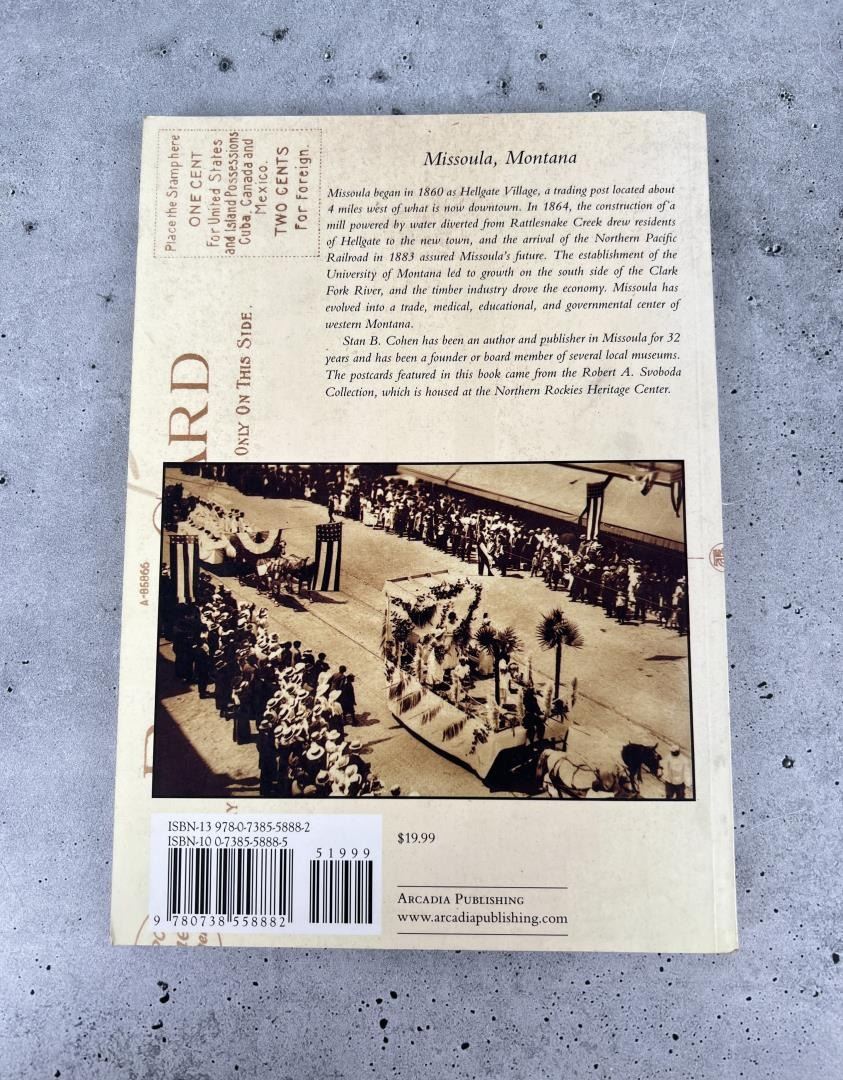 Place the Stamp here
ONE CENT
For United States
and Island Possessions
Cuba, Canada and
Mexico.
TWO CENTS
For Foreign.
Missoula, Montana
Missoula began in 1860 as Hellgate Village, a trading post located about
4 miles west of what is now downtown. In 1864, the construction of a
mill powered by water diverted from Rattlesnake Creek drew residents
of Hellgate to the new town, and the arrival of the Northern Pacific
Railroad in 1883 assured Missoula's future. The establishment of the
University of Montana led to growth on the south side of the Clark
Fork River, and the timber industry drove the economy. Missoula has
evolved into a trade, medical, educational, and governmental center of
western Montana.
Stan B. Cohen has been an author and publisher in Missoula for 32
years and has been a founder or board member of several local museums.
The postcards featured in this book came from the Robert A. Svoboda
Collection, which is housed at the Northern Rockies Heritage Center.
ARD
ONLY ON THIS SIDE.
A-85866
ISBN-13 978-0-7385-5888-2
ISBN-10 0-7385-5888-5
51999
9 780738 558882
$19.99
ARCADIA PUBLISHING
www.arcadiapublishing.com